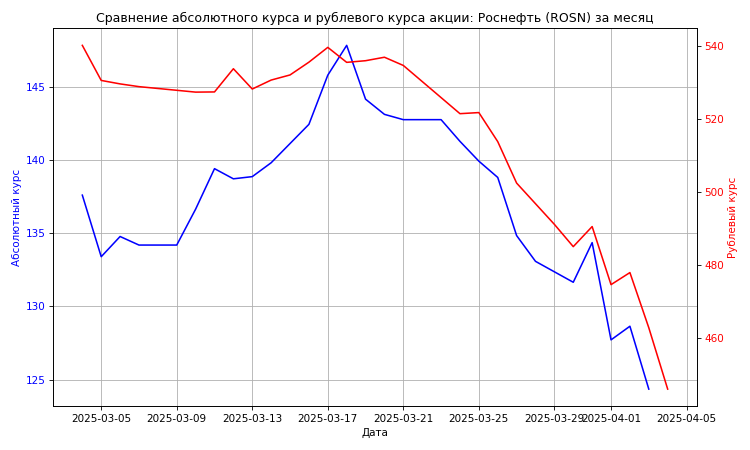 Сравнение абсолютного курса и рублевого курса акции: Роснефть (ROSN) за месяц
Абсолютный курс
145
140
135
130
125
540
520
500
480
460
Рублевый курс
2025-03-05 2025-03-09 2025-03-13 2025-03-17 2025-03-21 2025-03-25 2025-03-29 2025-04-01 2025-04-05
Дата